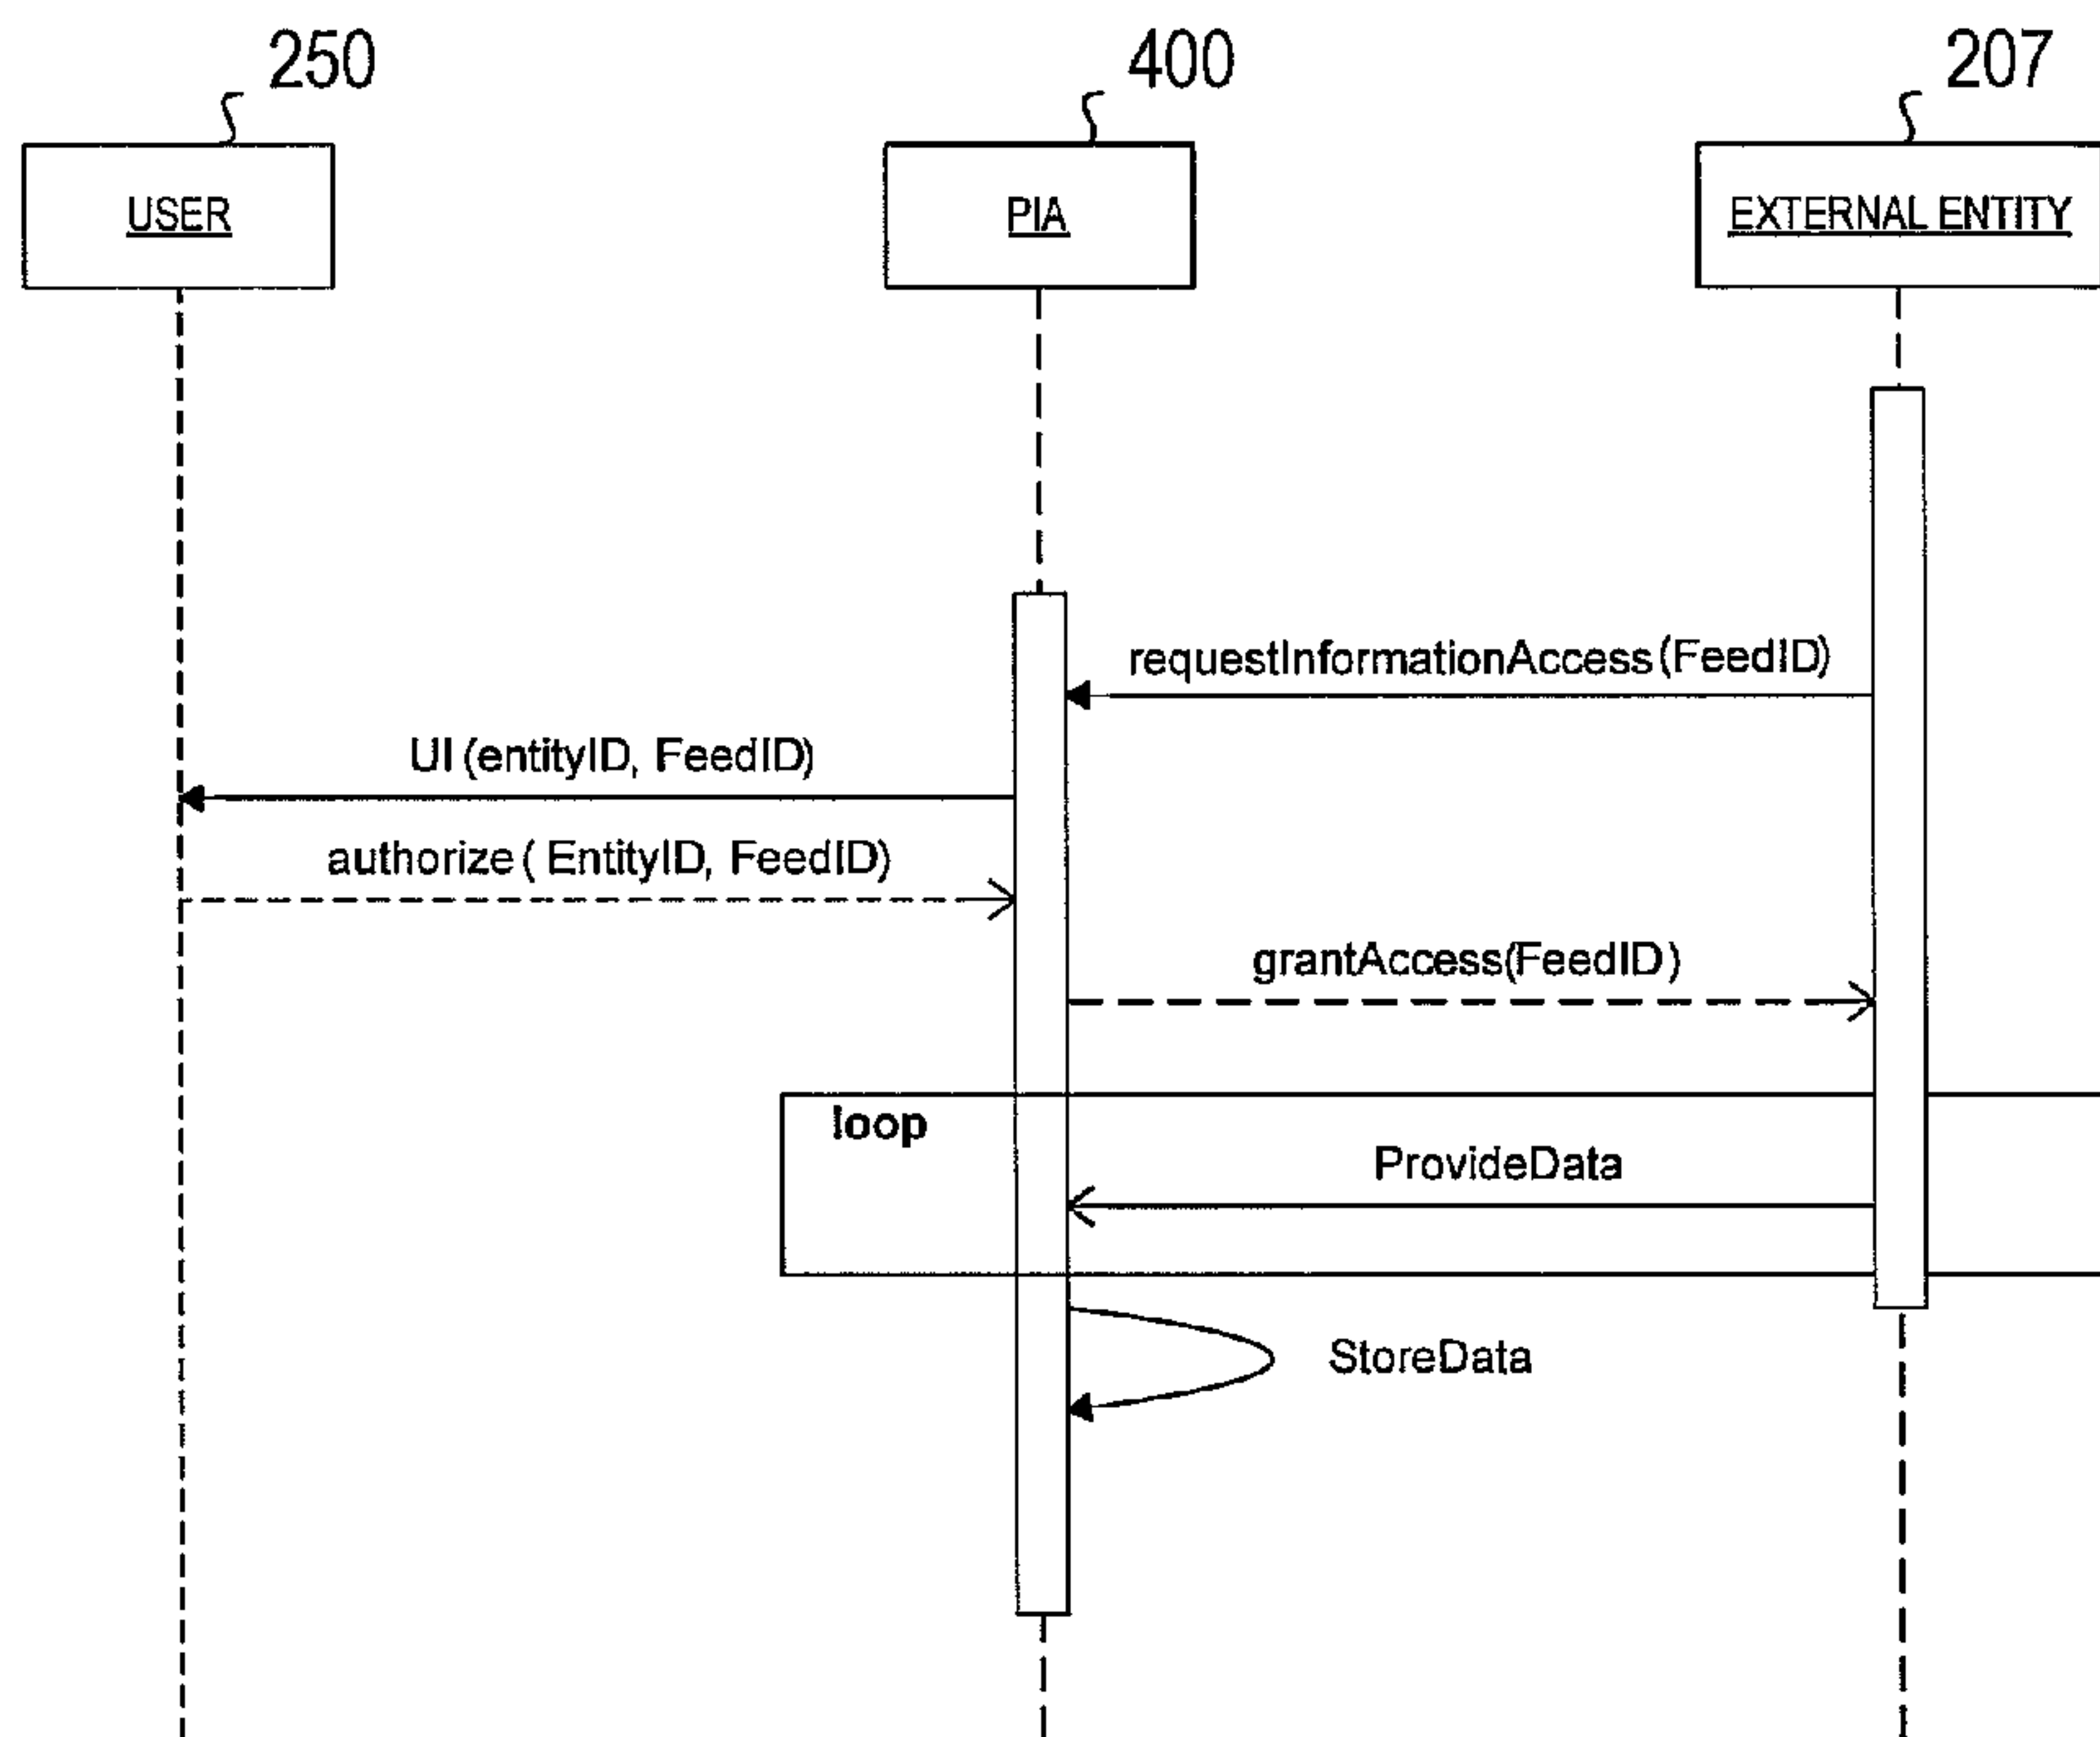 250
400
207
USER
PIA
EXTERNAL ENTITY
requestInformationAccess(FeedID)
UI (entityID, FeedID)
authorize ( EntityID, FeedID)
grantAccess(FeedID)
loop
ProvideData
StoreData